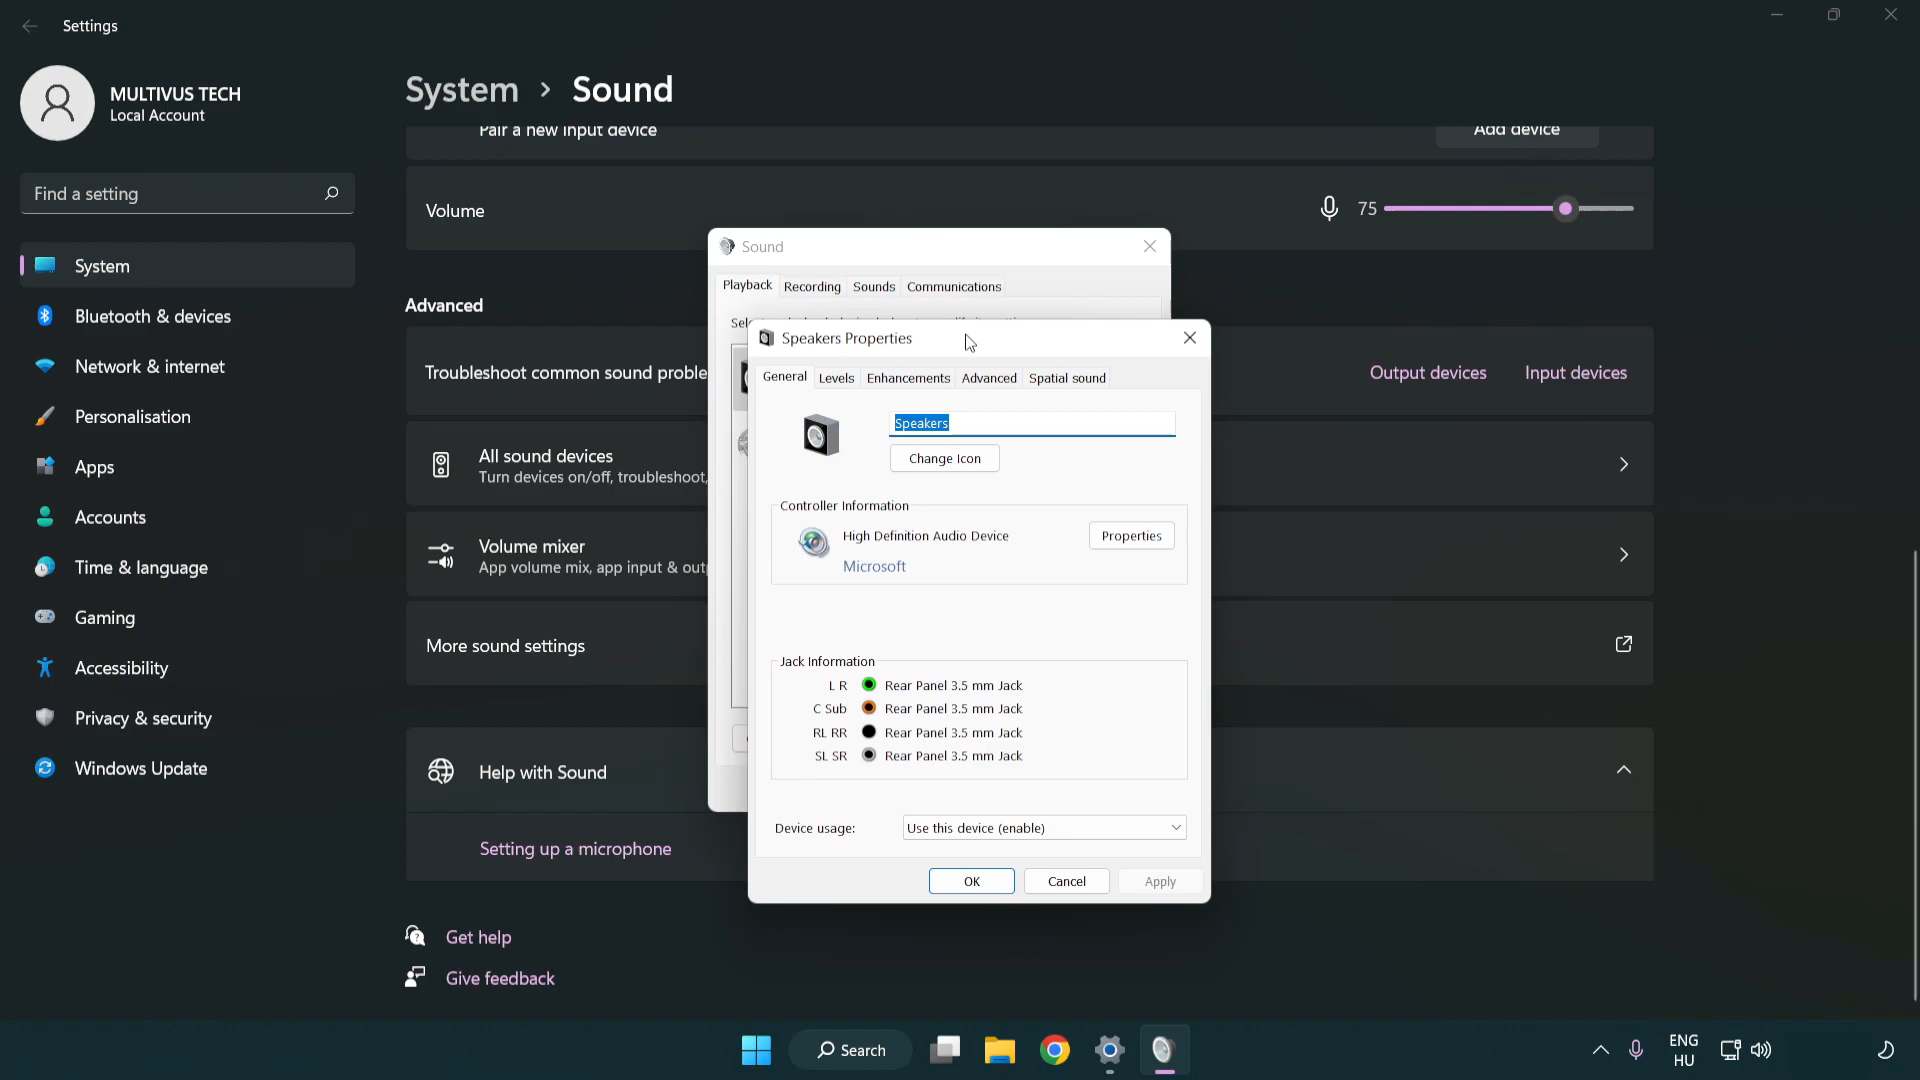 Settings
MULTIVUS TECH
Local Account
Find a setting
System
Bluetooth & devices
Network & internet
Personalisation
Apps
Accounts
Time & language
Gaming
Accessibility
Privacy & security
Windows Update
System > Sound
Pair a new input device
Add device
Volume
75
Advanced
Troubleshoot common sound proble
Output devices
Input devices
All sound devices
Turn devices on/off, troubleshoot,
Volume mixer
App volume mix, app input & outp
More sound settings
Help with Sound
Setting up a microphone
Get help
Give feedback
Sound
Playback Recording Sounds Communications
Speakers Properties
General Levels Enhancements Advanced Spatial sound
Speakers
Change Icon
Controller Information
High Definition Audio Device
Properties
Microsoft
Jack Information
L R Rear Panel 3.5 mm Jack
C Sub Rear Panel 3.5 mm Jack
RL RR Rear Panel 3.5 mm Jack
SL SR Rear Panel 3.5 mm Jack
Device usage:
Use this device (enable)
OK
Cancel
Apply
Search
ENG
HU